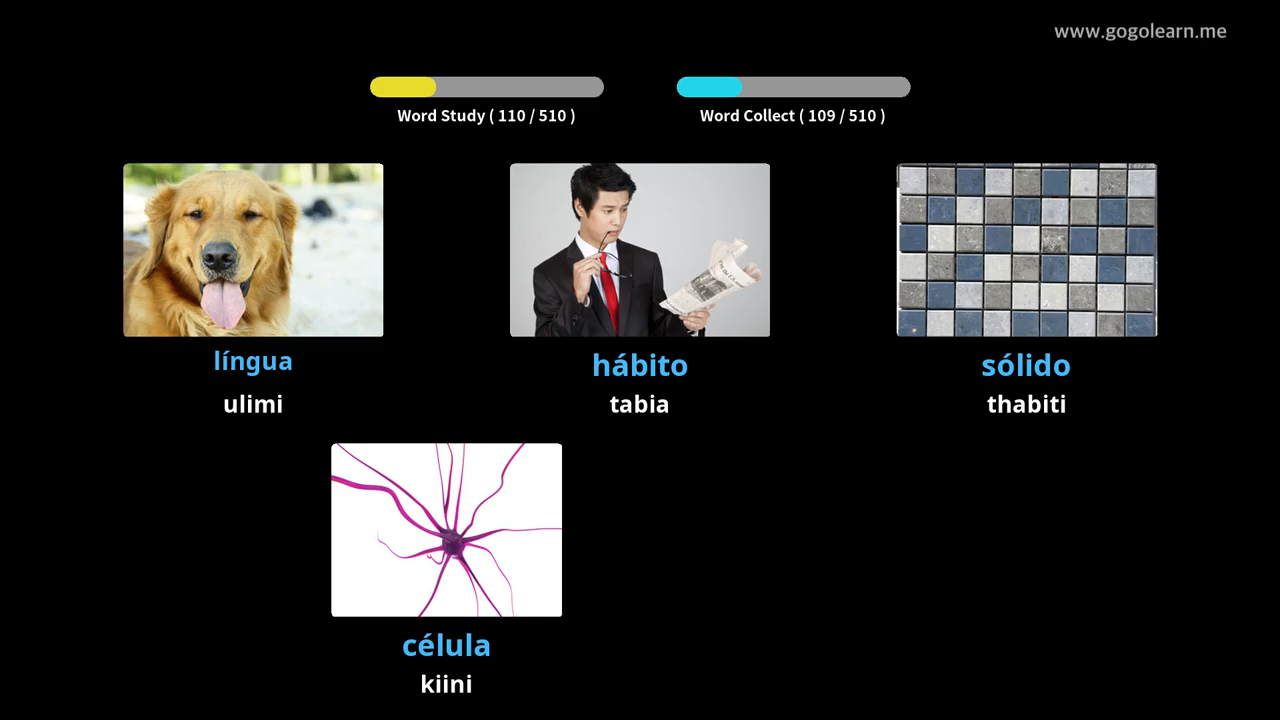 www.gogolearn.me
Word Study ( 110 / 510 )
Word Collect ( 109 / 510 )
língua
hábito
sólido
ulimi
tabia
thabiti
célula
kiini